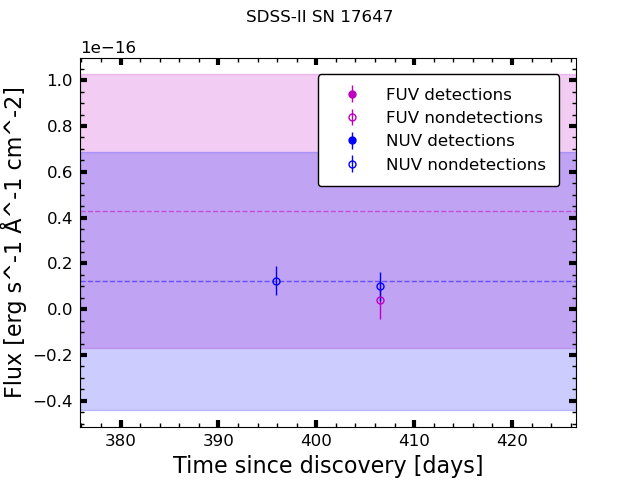 SDSS-II SN 17647
1e−16
1.0
0.8
0.6
0.4
0.2
0.0
−0.2
−0.4
Flux [erg s^-1 Å^-1 cm^-2]
FUV detections
FUV nondetections
NUV detections
NUV nondetections
380 390 400 410 420
Time since discovery [days]